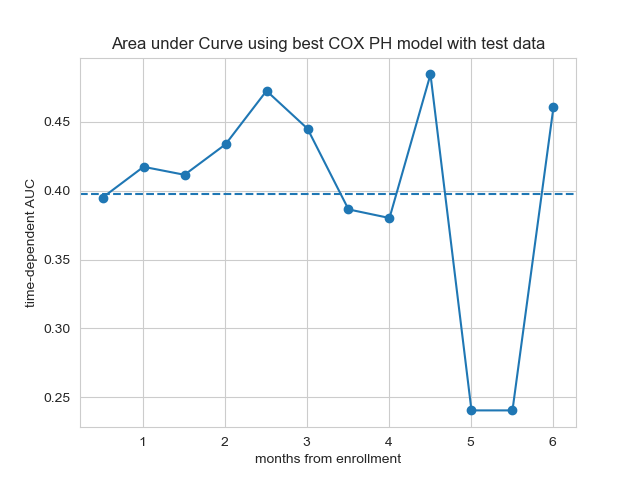 Area under Curve using best COX PH model with test data
time-dependent AUC
0.45
0.40
0.35
0.30
0.25
1 2 3 4 5 6
months from enrollment